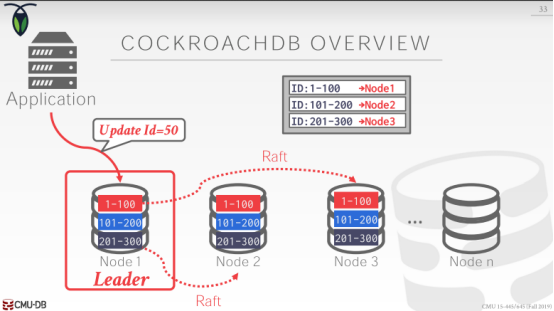 33
COCKROACHDB OVERVIEW
Application
ID:1-100 →Node1
ID:101-200 →Node2
ID:201-300 →Node3
Update Id=50
Raft
1-100
101-200
201-300
1-100
101-200
201-300
1-100
101-200
201-300
...
Node 1
Node 2
Node 3
Node n
Leader
Raft
CMU-DB
CMU 15-445/645 (Fall 2019)